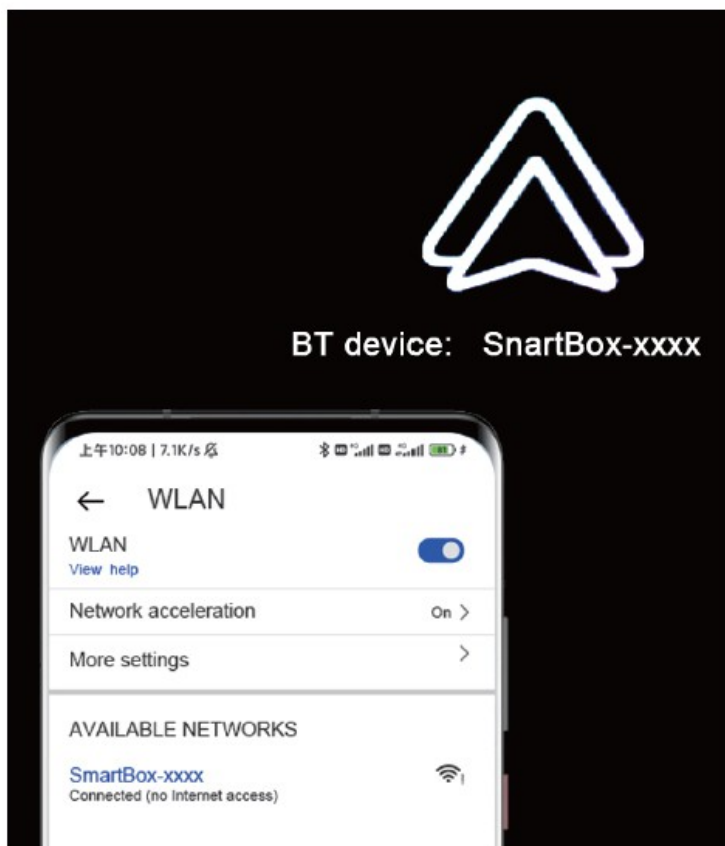 BT device: SnartBox-xxxx
上午10:08 | 7.1K/s
WLAN
WLAN
View help
Network acceleration
On
More settings
AVAILABLE NETWORKS
SmartBox-xxxx
Connected (no Internet access)